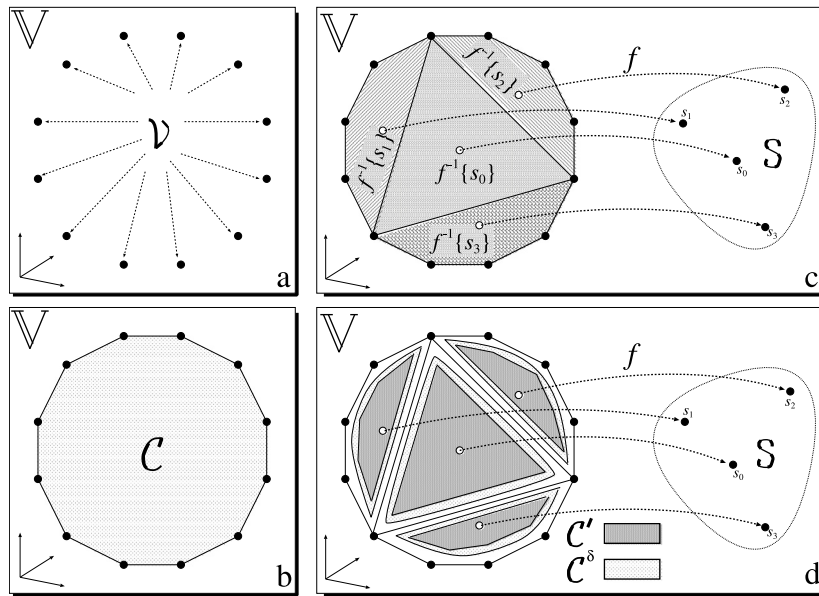 𝕍
𝒱
a
𝕍
f
f⁻¹{s₂}
f⁻¹{s₁}
f⁻¹{s₀}
f⁻¹{s₃}
s₂
s₁
S
s₀
s₃
c
𝕍
C
b
𝕍
f
s₂
s₁
S
s₀
s₃
C′
C^δ
d